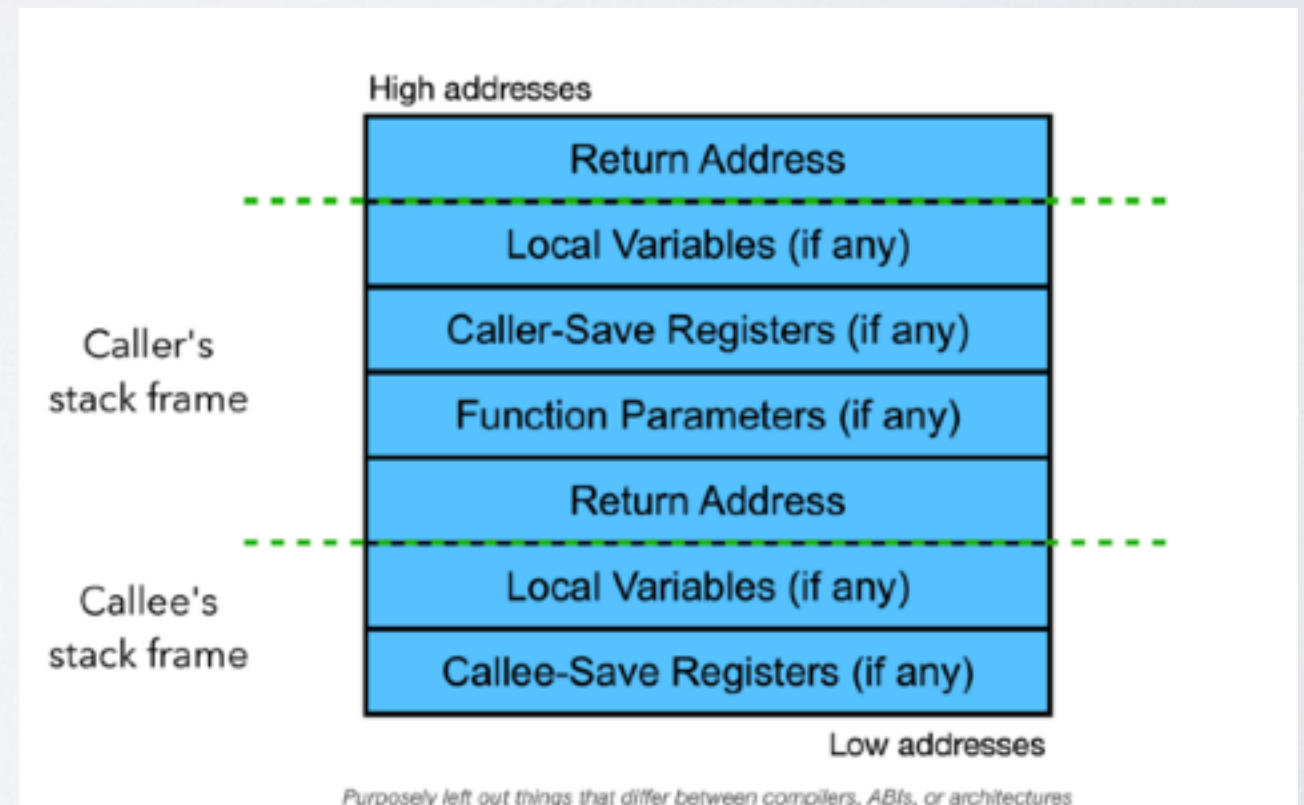 High addresses
Return Address
Local Variables (if any)
Caller-Save Registers (if any)
Caller's
stack frame
Function Parameters (if any)
Return Address
Local Variables (if any)
Callee's
stack frame
Callee-Save Registers (if any)
Low addresses
Purposely left out things that differ between compilers, ABIs, or architectures